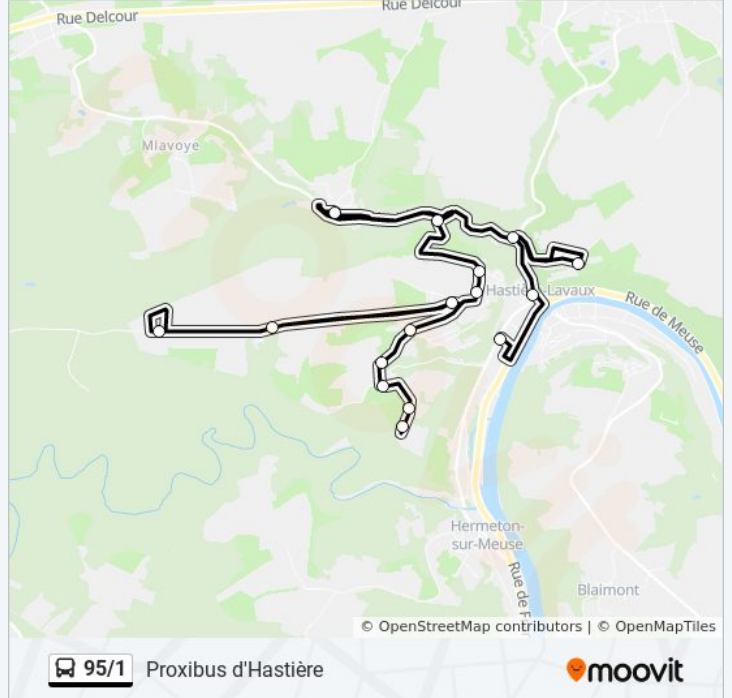 Rue Delcour
Rue Delcour
Miavoye
Hastière-Lavaux
Rue de Meuse
Hermeton-
sur-Meuse
Rue de F
Blaimont
© OpenStreetMap contributors | © OpenMapTiles
95/1 Proxibus d'Hastière
moovit